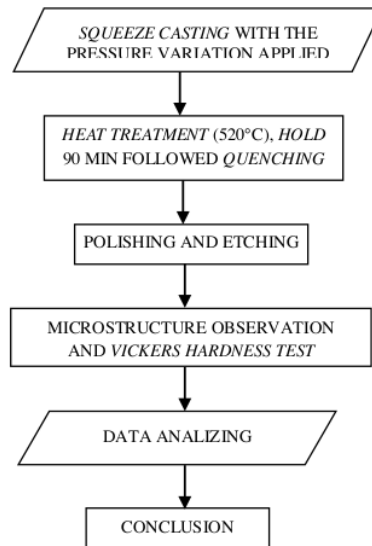 SQUEEZE CASTING WITH THE
PRESSURE VARIATION APPLIED
HEAT TREATMENT (520°C), HOLD
90 MIN FOLLOWED QUENCHING
POLISHING AND ETCHING
MICROSTRUCTURE OBSERVATION
AND VICKERS HARDNESS TEST
DATA ANALIZING
CONCLUSION